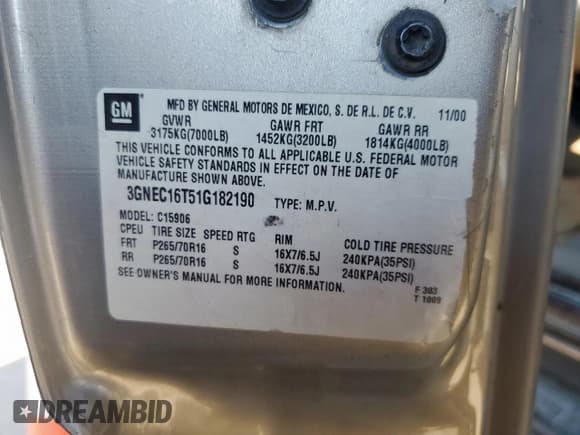 GM
MFD BY GENERAL MOTORS DE MEXICO, S. DE R.L. DE C.V. 11/00
GVWR GAWR FRT GAWR RR
3175KG(7000LB) 1452KG(3200LB) 1814KG(4000LB)
THIS VEHICLE CONFORMS TO ALL APPLICABLE U.S. FEDERAL MOTOR
VEHICLE SAFETY STANDARDS IN EFFECT ON THE DATE OF
MANUFACTURE SHOWN ABOVE.
3GNEC16T51G182190 TYPE: M.P.V.
MODEL: C15906
CPEU TIRE SIZE SPEED RTG RIM COLD TIRE PRESSURE
FRT P265/70R16 S 16X7/6.5J 240KPA(35PSI)
RR P265/70R16 S 16X7/6.5J 240KPA(35PSI)
SEE OWNER'S MANUAL FOR MORE INFORMATION.
F 303
T 1009
DREAMBID